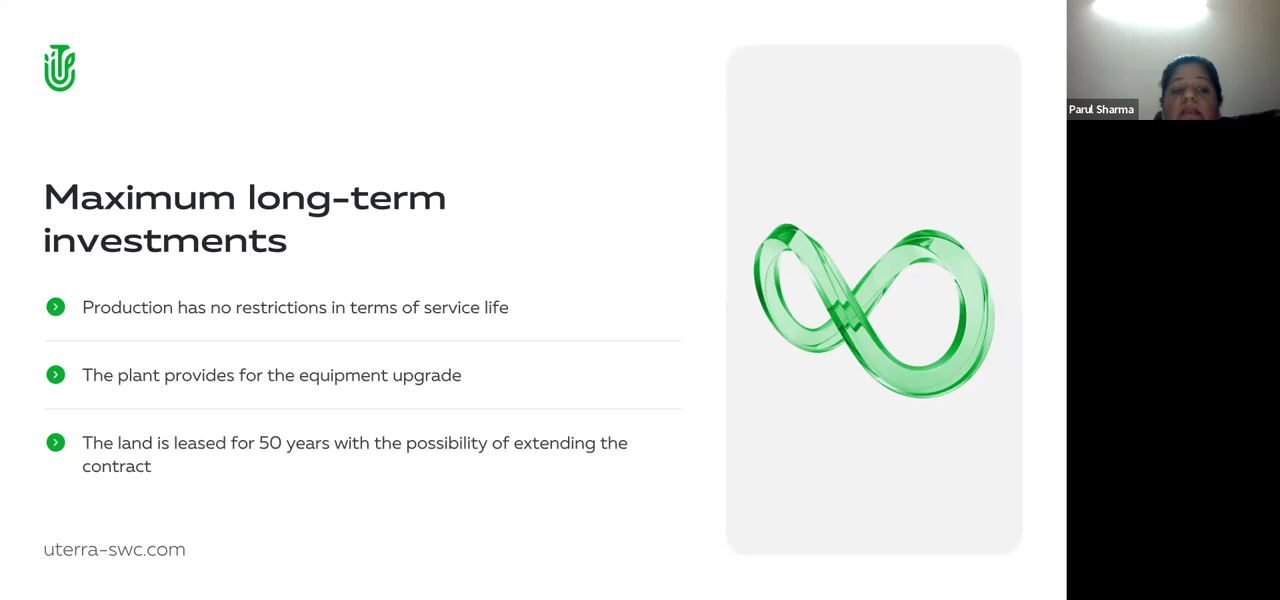 Maximum long-term
investments
Production has no restrictions in terms of service life
The plant provides for the equipment upgrade
The land is leased for 50 years with the possibility of extending the
contract
uterra-swc.com
Parul Sharma